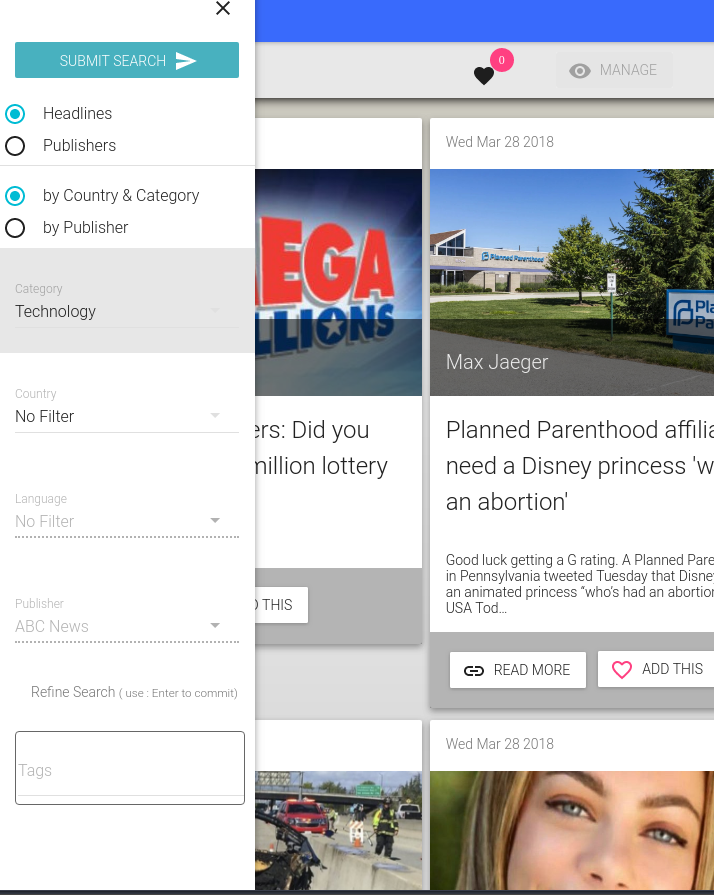 SUBMIT SEARCH
Headlines
Publishers
by Country & Category
by Publisher
Category
Technology
Country
No Filter
Language
No Filter
Publisher
ABC News
Refine Search ( use : Enter to commit)
Tags
0
MANAGE
EGA
LLIONS
ers: Did you
million lottery
THIS
Wed Mar 28 2018
Planned Parenthood
Max Jaeger
Planned Parenthood affilia
need a Disney princess 'w
an abortion'
Good luck getting a G rating. A Planned Pare
in Pennsylvania tweeted Tuesday that Disney
an animated princess “who’s had an abortion
USA Tod…
READ MORE
ADD THIS
Wed Mar 28 2018